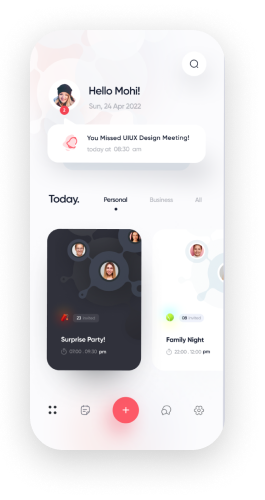 Hello Mohi!
Sun, 24 Apr 2022
You Missed UIUX Design Meeting!
today at 08:30 am
Today.
Personal
Business
All
23 Invited
Surprise Party!
07:00 . 09:30 pm
08 Invited
Family Night
22:00 . 12:00 pm